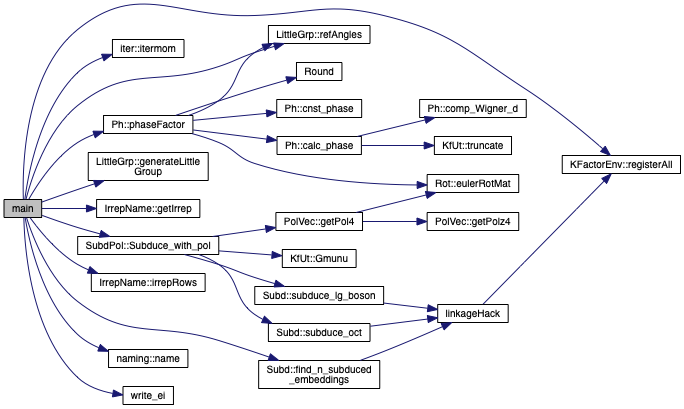 LittleGrp::refAngles
iter::itermom
Round
Ph::cnst_phase
Ph::comp_Wigner_d
Ph::phaseFactor
Ph::calc_phase
KfUt::truncate
LittleGrp::generateLittle
Group
KFactorEnv::registerAll
Rot::eulerRotMat
main
IrrepName::getIrrep
PolVec::getPol4
PolVec::getPolz4
SubdPol::Subduce_with_pol
KfUt::Gmunu
IrrepName::irrepRows
Subd::subduce_lg_boson
linkageHack
Subd::subduce_oct
naming::name
Subd::find_n_subduced
_embeddings
write_ei